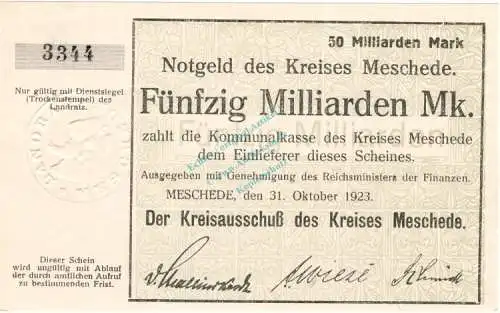 3344
Nur gültig mit Dienstsiegel
(Trockenstempel) des
Landrats.
Dieser Schein
wird ungültig mit Ablauf
der durch amtlichen Aufruf
zu bestimmenden Frist.
50 Milliarden Mark
Notgeld des Kreises Meschede.
Fünfzig Milliarden Mk.
zahlt die Kommunalkasse des Kreises Meschede
dem Einlieferer dieses Scheines.
Ausgegeben mit Genehmigung des Reichsministers der Finanzen.
MESCHEDE, den 31. Oktober 1923.
Der Kreisausschuß des Kreises Meschede.
Wiese Schmidt